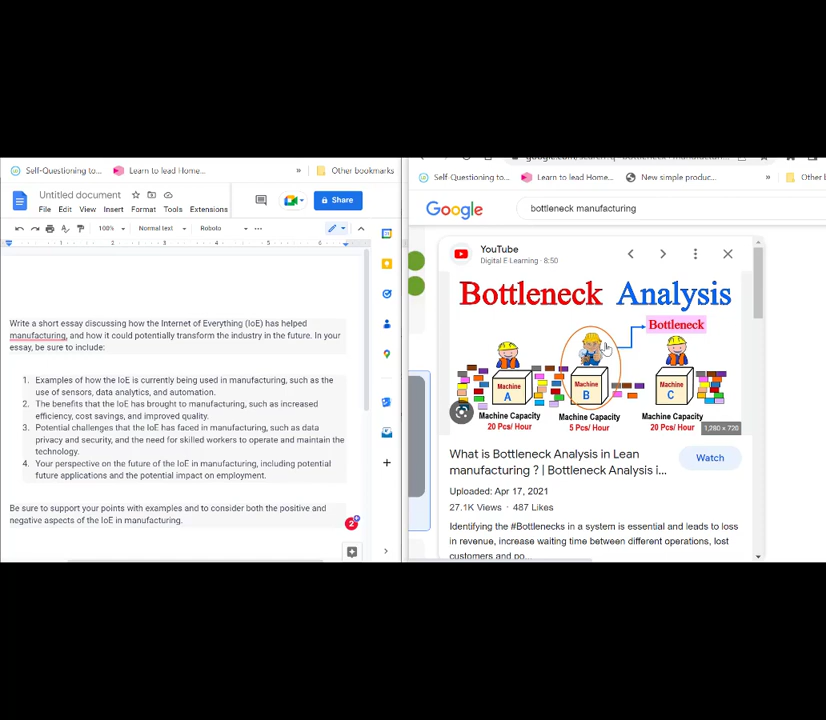 Self-Questioning to...
Learn to lead Home...
»
Other bookmarks
Untitled document
File Edit View Insert Format Tools Extensions
Share
100%
Normal text
Roboto
Write a short essay discussing how the Internet of Everything (IoE) has helped
manufacturing, and how it could potentially transform the industry in the future. In your
essay, be sure to include:
1. Examples of how the IoE is currently being used in manufacturing, such as the
use of sensors, data analytics, and automation.
2. The benefits that the IoE has brought to manufacturing, such as increased
efficiency, cost savings, and improved quality.
3. Potential challenges that the IoE has faced in manufacturing, such as data
privacy and security, and the need for skilled workers to operate and maintain the
technology.
4. Your perspective on the future of the IoE in manufacturing, including potential
future applications and the potential impact on employment.
Be sure to support your points with examples and to consider both the positive and
negative aspects of the IoE in manufacturing.
2
Self-Questioning to...
Learn to lead Home...
New simple produc...
»
Other b
Google
bottleneck manufacturing
YouTube
Digital E Learning · 8:50
Bottleneck Analysis
Bottleneck
Machine
A
Machine
B
Machine
C
Machine Capacity
20 Pcs/ Hour
Machine Capacity
5 Pcs/ Hour
Machine Capacity
20 Pcs/ Hour
1,280 × 720
What is Bottleneck Analysis in Lean
manufacturing ? | Bottleneck Analysis i...
Watch
Uploaded: Apr 17, 2021
27.1K Views · 487 Likes
Identifying the #Bottlenecks in a system is essential and leads to loss
in revenue, increase waiting time between different operations, lost
customers and po...